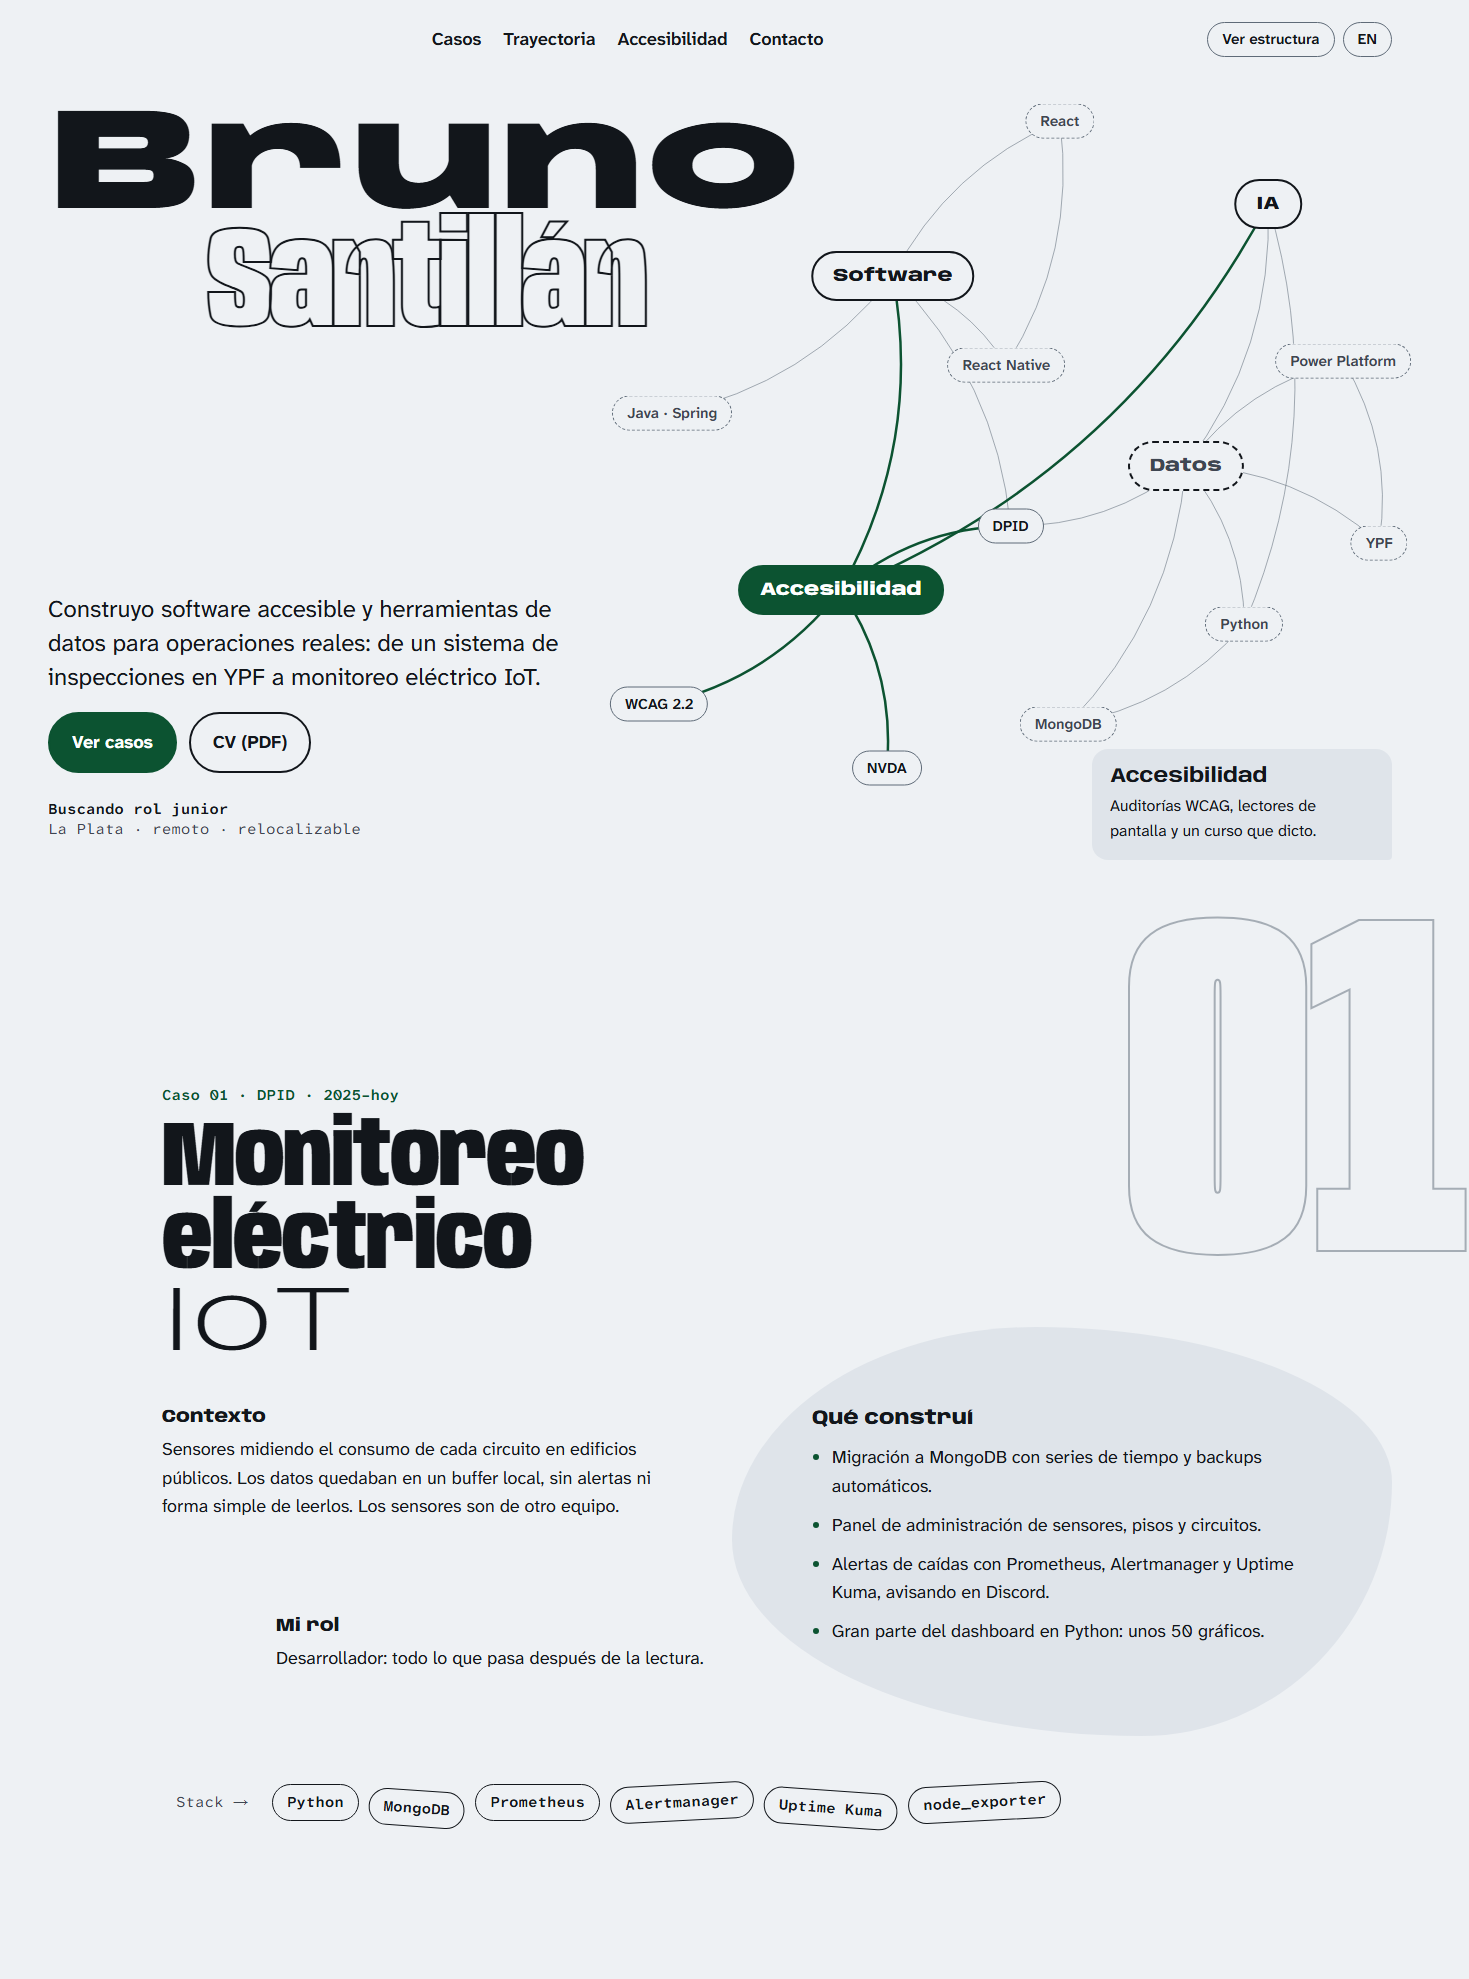 Casos Trayectoria Accesibilidad Contacto
Ver estructura EN
Bruno
Santillán
React
IA
Software
React Native
Power Platform
Java · Spring
Datos
DPID
YPF
Accesibilidad
Python
WCAG 2.2
MongoDB
NVDA
Construyo software accesible y herramientas de
datos para operaciones reales: de un sistema de
inspecciones en YPF a monitoreo eléctrico IoT.
Ver casos CV (PDF)
Buscando rol junior
La Plata · remoto · relocalizable
Accesibilidad
Auditorías WCAG, lectores de
pantalla y un curso que dicto.
01
Caso 01 · DPID · 2025–hoy
Monitoreo
eléctrico
IoT
Contexto
Sensores midiendo el consumo de cada circuito en edificios
públicos. Los datos quedaban en un buffer local, sin alertas ni
forma simple de leerlos. Los sensores son de otro equipo.
Mi rol
Desarrollador: todo lo que pasa después de la lectura.
Qué construí
• Migración a MongoDB con series de tiempo y backups
automáticos.
• Panel de administración de sensores, pisos y circuitos.
• Alertas de caídas con Prometheus, Alertmanager y Uptime
Kuma, avisando en Discord.
• Gran parte del dashboard en Python: unos 50 gráficos.
Stack → Python MongoDB Prometheus Alertmanager Uptime Kuma node_exporter